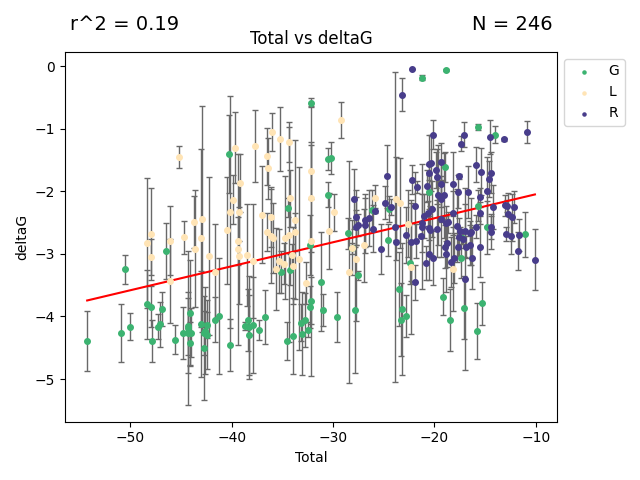 r^2 = 0.19 N = 246
Total vs deltaG
G
L
R
0
−1
−2
−3
−4
−5
deltaG
−50 −40 −30 −20 −10
Total